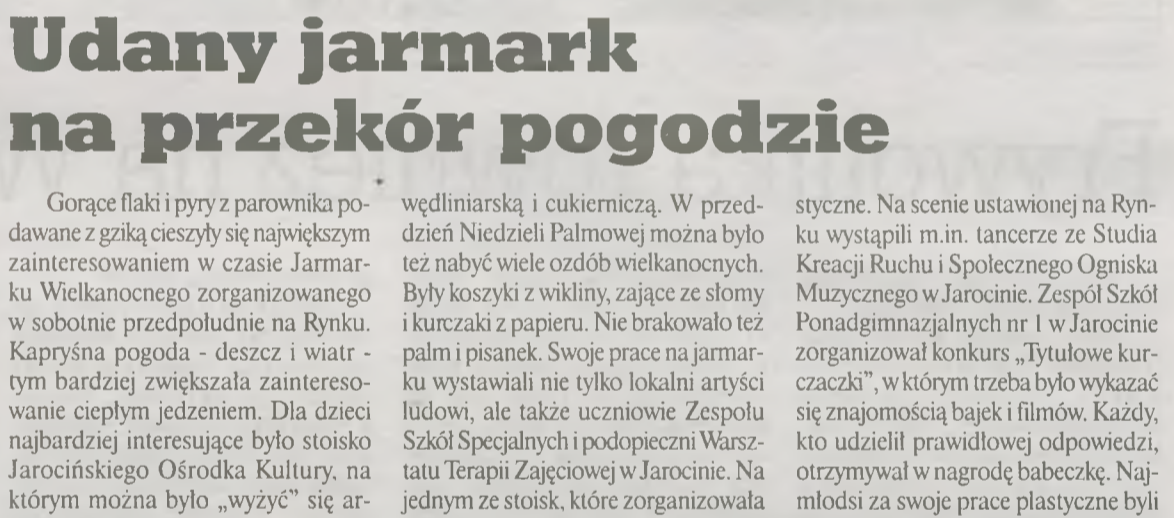 Udany jarmark
na przekór pogodzie
Gorące flaki i pyry z parownika po-
dawane z gziką cieszyły się największym
zainteresowaniem w czasie Jarmar-
ku Wielkanocnego zorganizowanego
w sobotnie przedpołudnie na Rynku.
Kapryśna pogoda - deszcz i wiatr -
tym bardziej zwiększała zaintereso-
wanie ciepłym jedzeniem. Dla dzieci
najbardziej interesujące było stoisko
Jarocińskiego Ośrodka Kultury, na
którym można było „wyżyć” się ar-
wędliniarską i cukierniczą. W przed-
dzień Niedzieli Palmowej można było
też nabyć wiele ozdób wielkanocnych.
Były koszyki z wikliny, zające ze słomy
i kurczaki z papieru. Nie brakowało też
palm i pisanek. Swoje prace na jarmar-
ku wystawiali nie tylko lokalni artyści
ludowi, ale także uczniowie Zespołu
Szkół Specjalnych i podopieczni Warsz-
tatu Terapii Zajęciowej w Jarocinie. Na
jednym ze stoisk, które zorganizowała
styczne. Na scenie ustawionej na Ryn-
ku wystąpili m.in. tancerze ze Studia
Kreacji Ruchu i Społecznego Ogniska
Muzycznego w Jarocinie. Zespół Szkół
Ponadgimnazjalnych nr 1 w Jarocinie
zorganizował konkurs „Tytułowe kur-
czaczki”, w którym trzeba było wykazać
się znajomością bajek i filmów. Każdy,
kto udzielił prawidłowej odpowiedzi,
otrzymywał w nagrodę babeczkę. Naj-
młodsi za swoje prace plastyczne byli